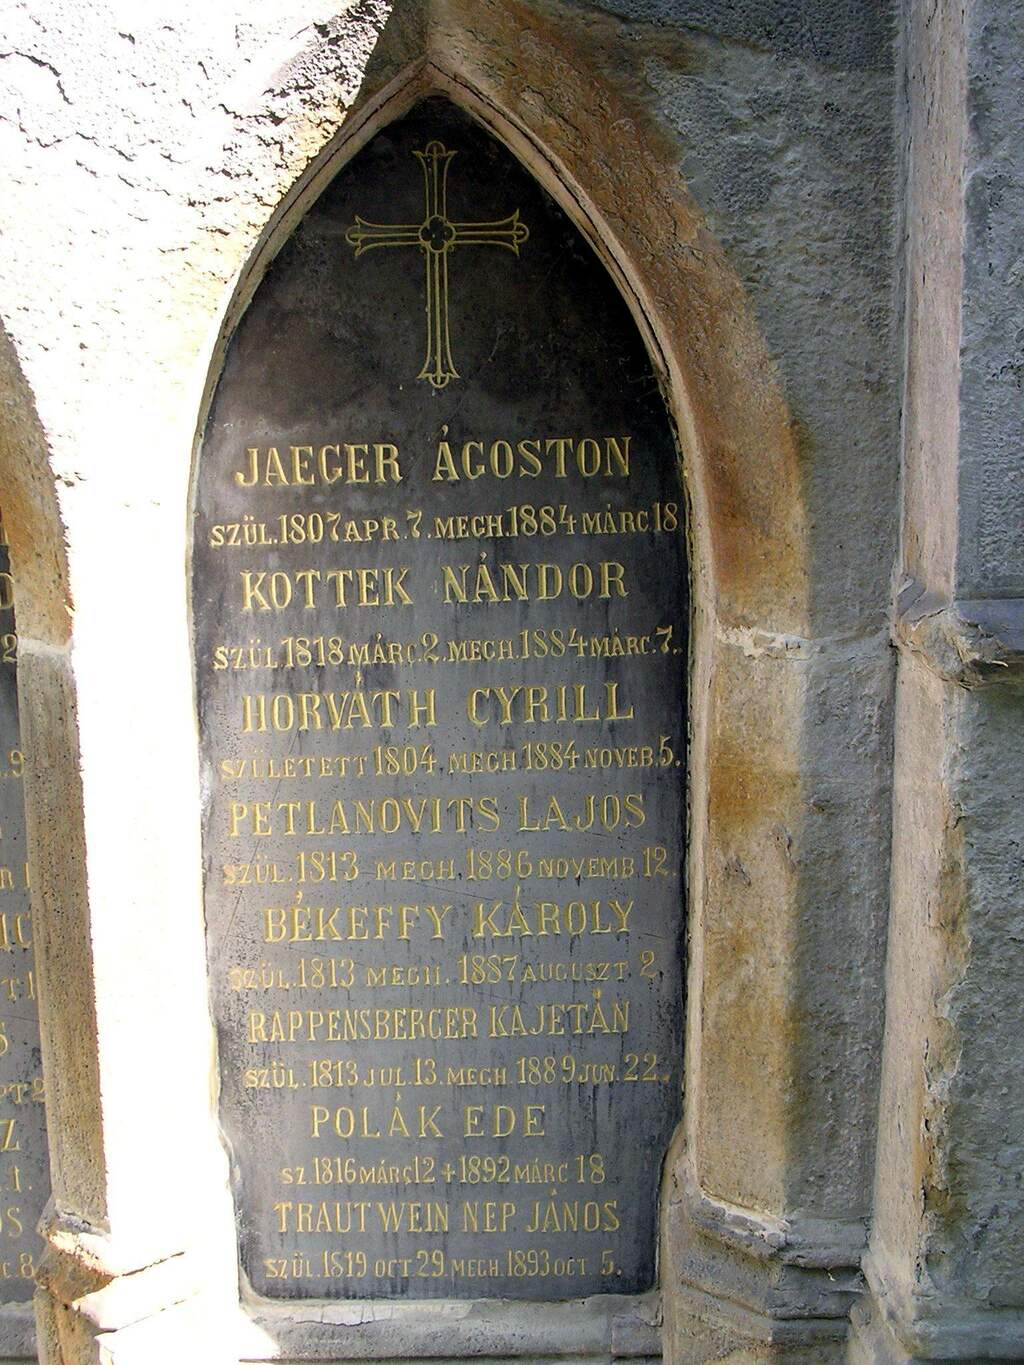 JAEGER ÁGOSTON
SZÜL.1807 APR.7. MEGH.1884 MÁRC.18
KOTTEK NÁNDOR
SZÜL.1818 MÁRC.2. MEGH.1884 MÁRC.7.
HORVÁTH CYRILL
SZÜLETETT 1804. MEGH 1884 NOVEB.5.
PETLANOVITS LAJOS
SZÜL.1813 MEGH.1886 NOVEMB 12.
BÉKEFFY KÁROLY
SZÜL.1813 MEGH.1887 AUGUSZT.2.
RAPPENSBERGER KAJETÁN
SZÜL.1813 JUL.13. MEGH.1889 JUN.22.
POLÁK EDE
SZ.1816 MÁRC 12 + 1892 MÁRC 18
TRAUTWEIN NEP JÁNOS
SZÜL.1819 OCT 29. MEGH.1893 OCT.5.